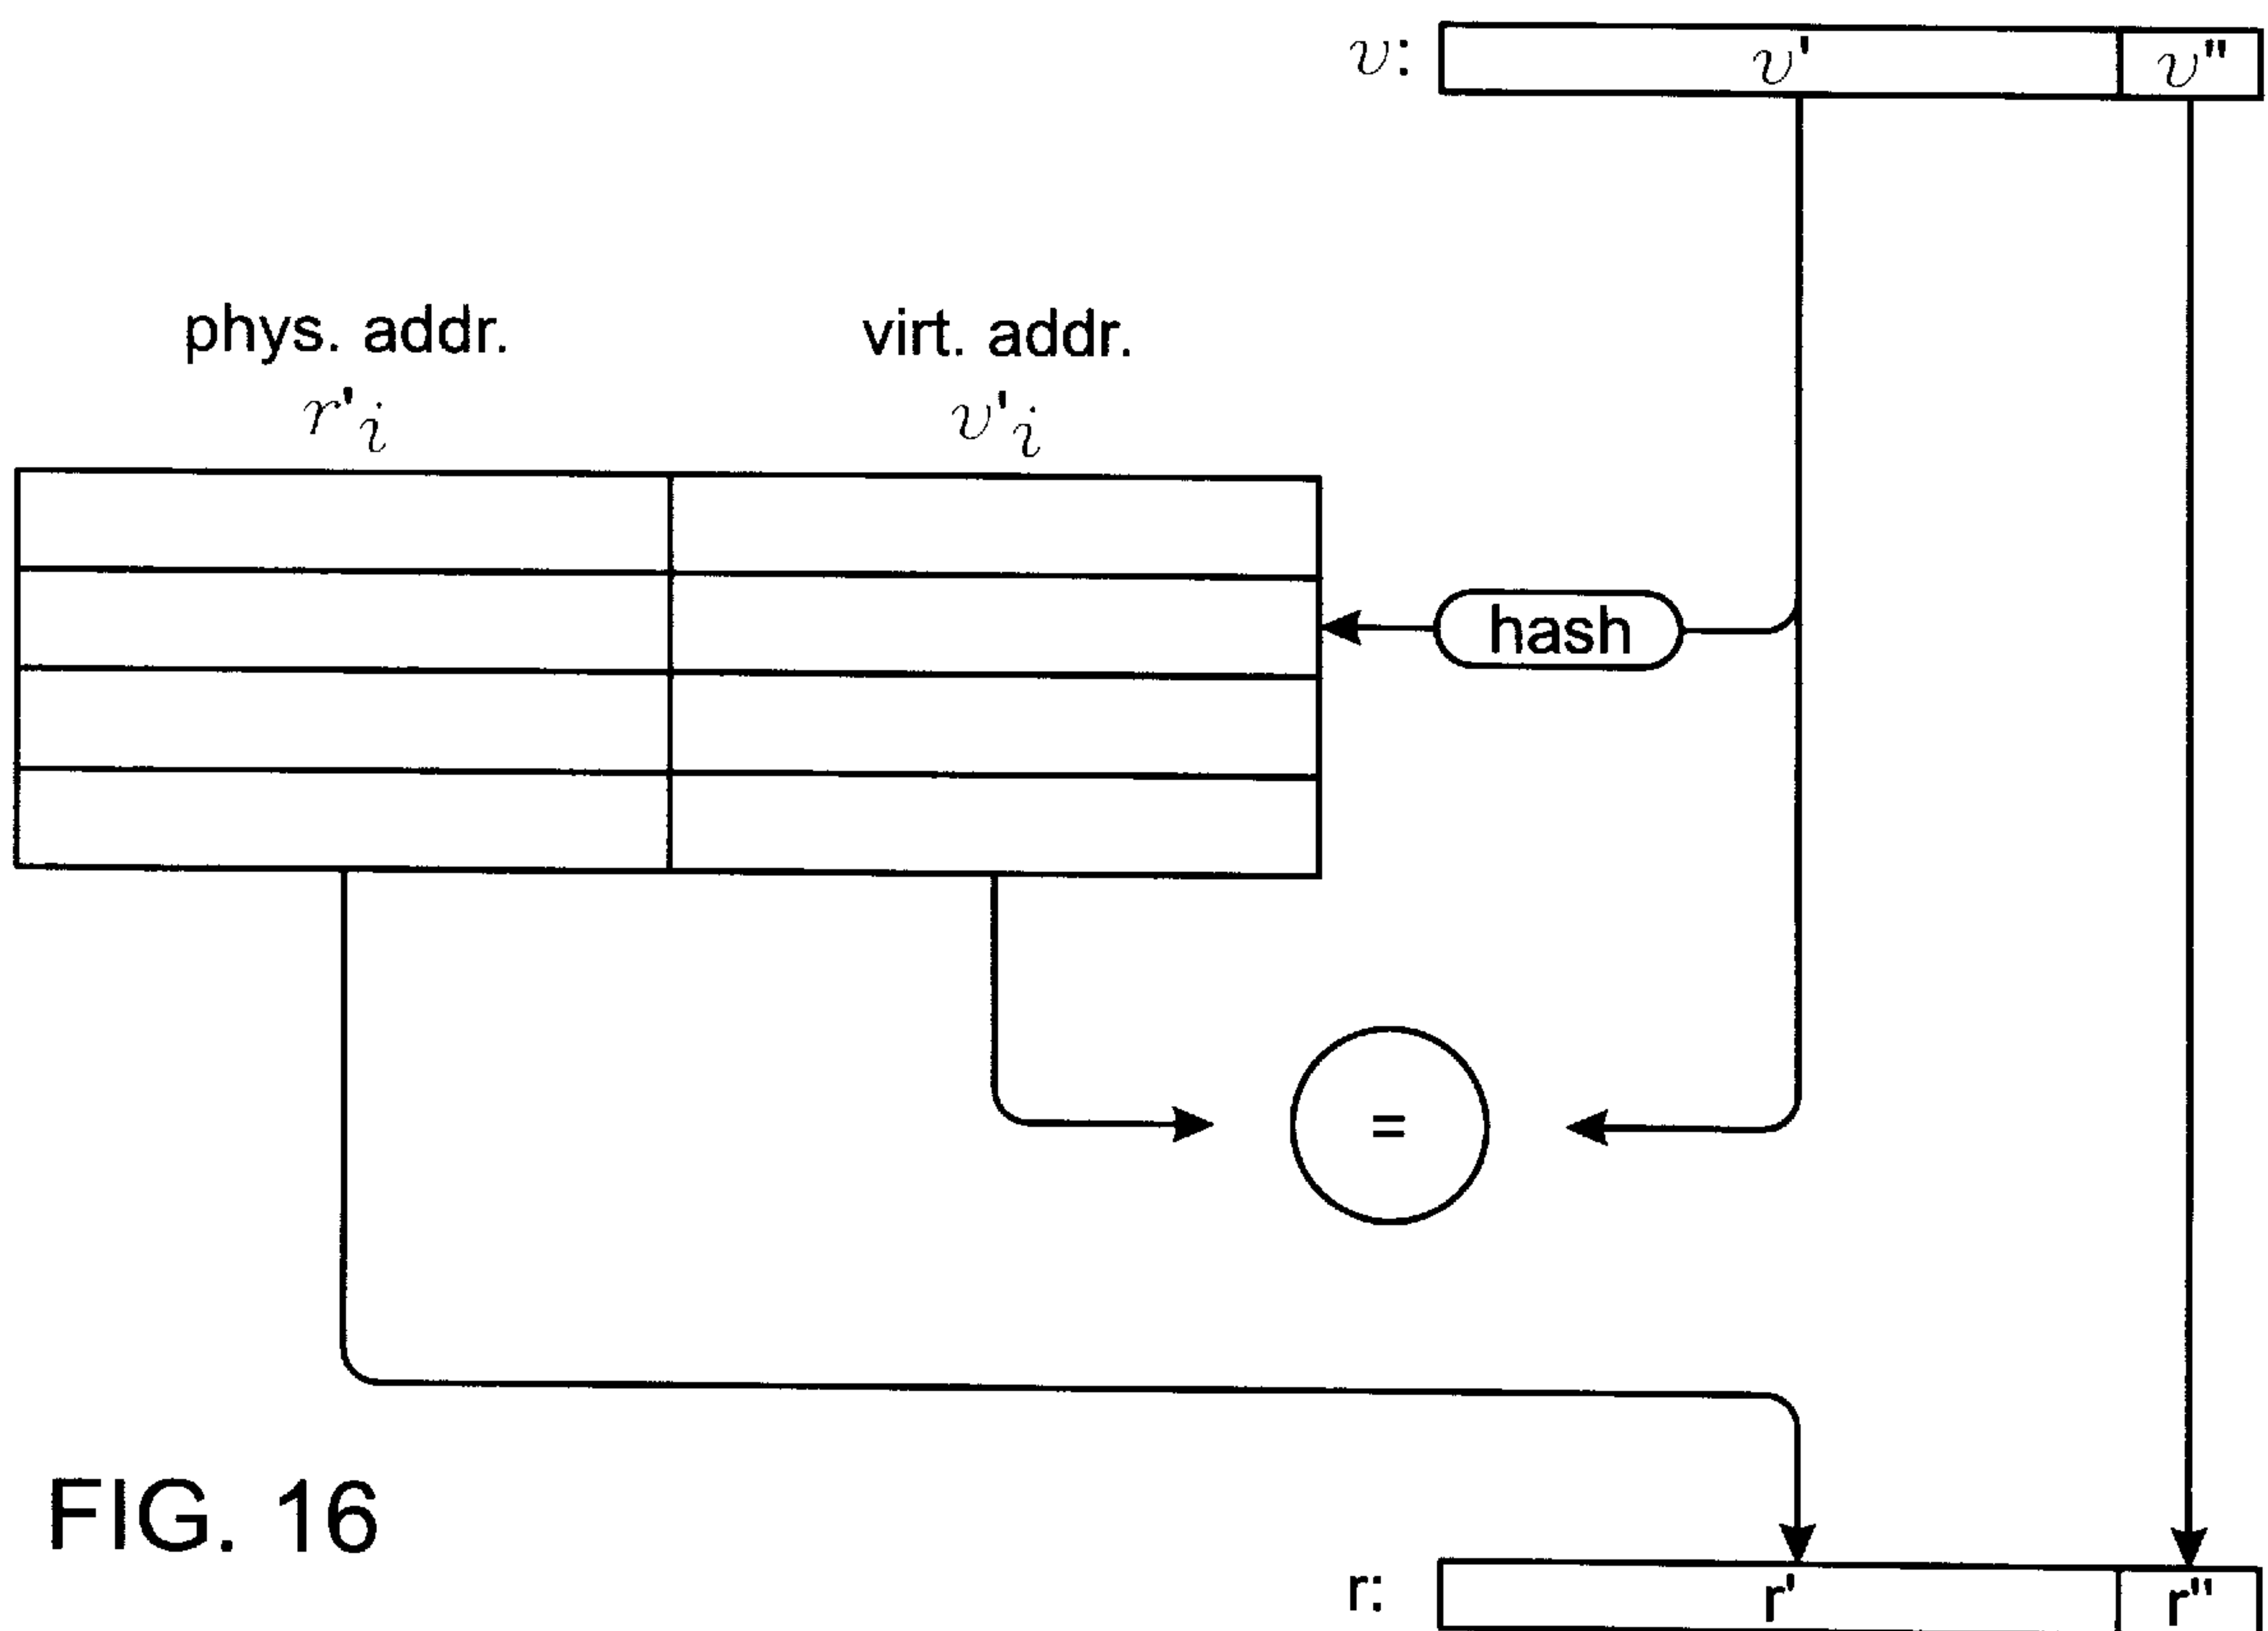 v: v' v"
phys. addr. virt. addr.
r'i v'i
hash
=
FIG. 16
r: r' r"